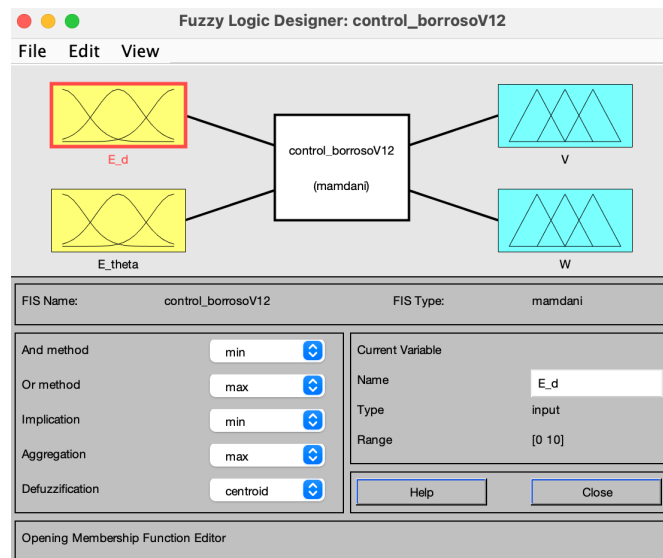 Fuzzy Logic Designer: control_borrosoV12
File Edit View
E_d
E_theta
control_borrosoV12
(mamdani)
V
W
FIS Name: control_borrosoV12 FIS Type: mamdani
And method min
Or method max
Implication min
Aggregation max
Defuzzification centroid
Current Variable
Name E_d
Type input
Range [0 10]
Help Close
Opening Membership Function Editor